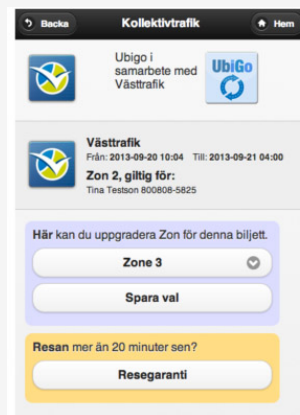 Backa
Kollektivtrafik
Hem
Ubigo i
samarbete med
Västtrafik
UbiGo
Västtrafik
Från: 2013-09-20 10:04 Till: 2013-09-21 04:00
Zon 2, giltig för:
Tina Testson 800808-5825
Här kan du uppgradera Zon för denna biljett.
Zone 3
Spara val
Resan mer än 20 minuter sen?
Resegaranti